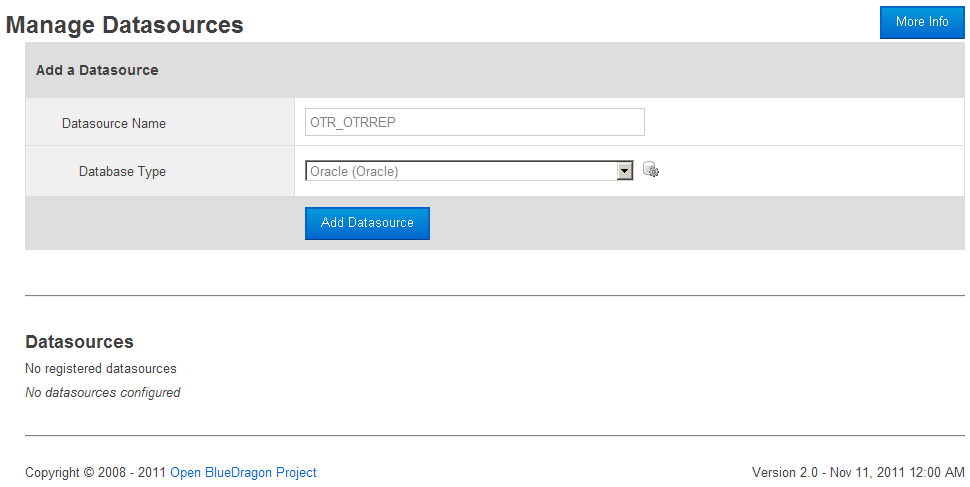 Manage Datasources
More Info
Add a Datasource
Datasource Name
OTR_OTRREP
Database Type
Oracle (Oracle)
Add Datasource
Datasources
No registered datasources
No datasources configured
Copyright © 2008 - 2011 Open BlueDragon Project
Version 2.0 - Nov 11, 2011 12:00 AM